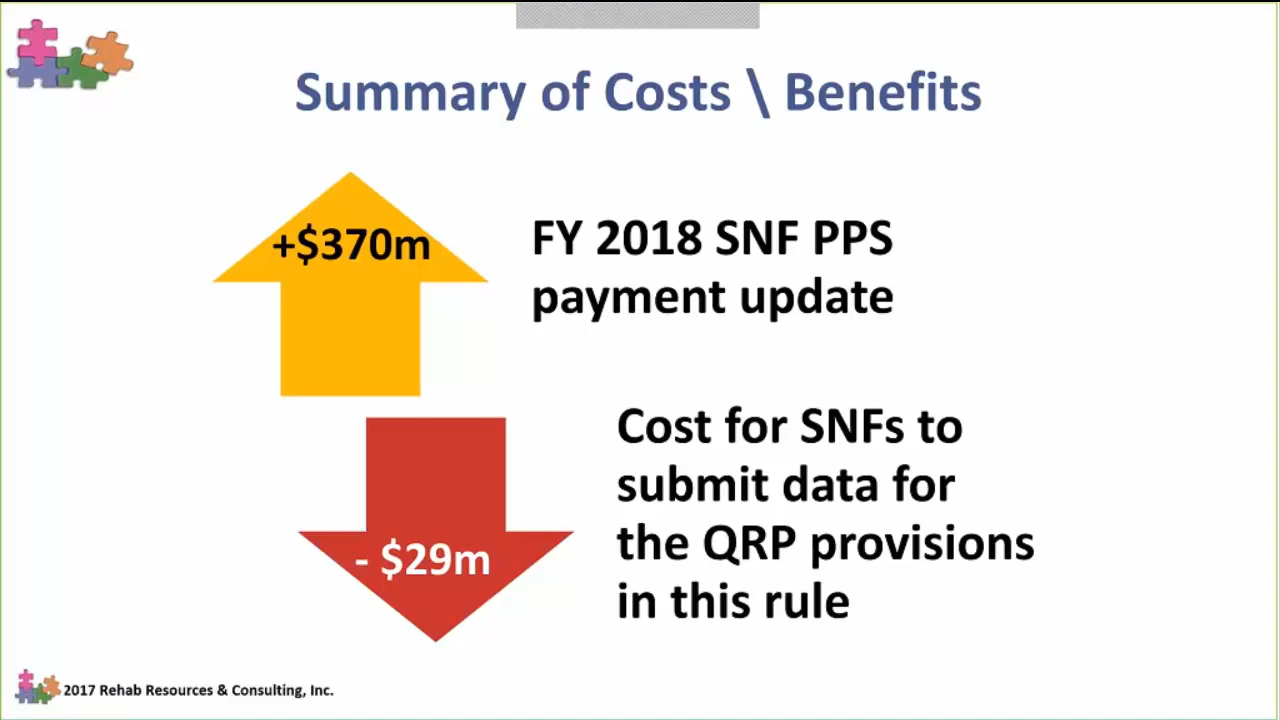 Summary of Costs \ Benefits
+$370m
FY 2018 SNF PPS
payment update
Cost for SNFs to
submit data for
the QRP provisions
in this rule
- $29m
2017 Rehab Resources & Consulting, Inc.